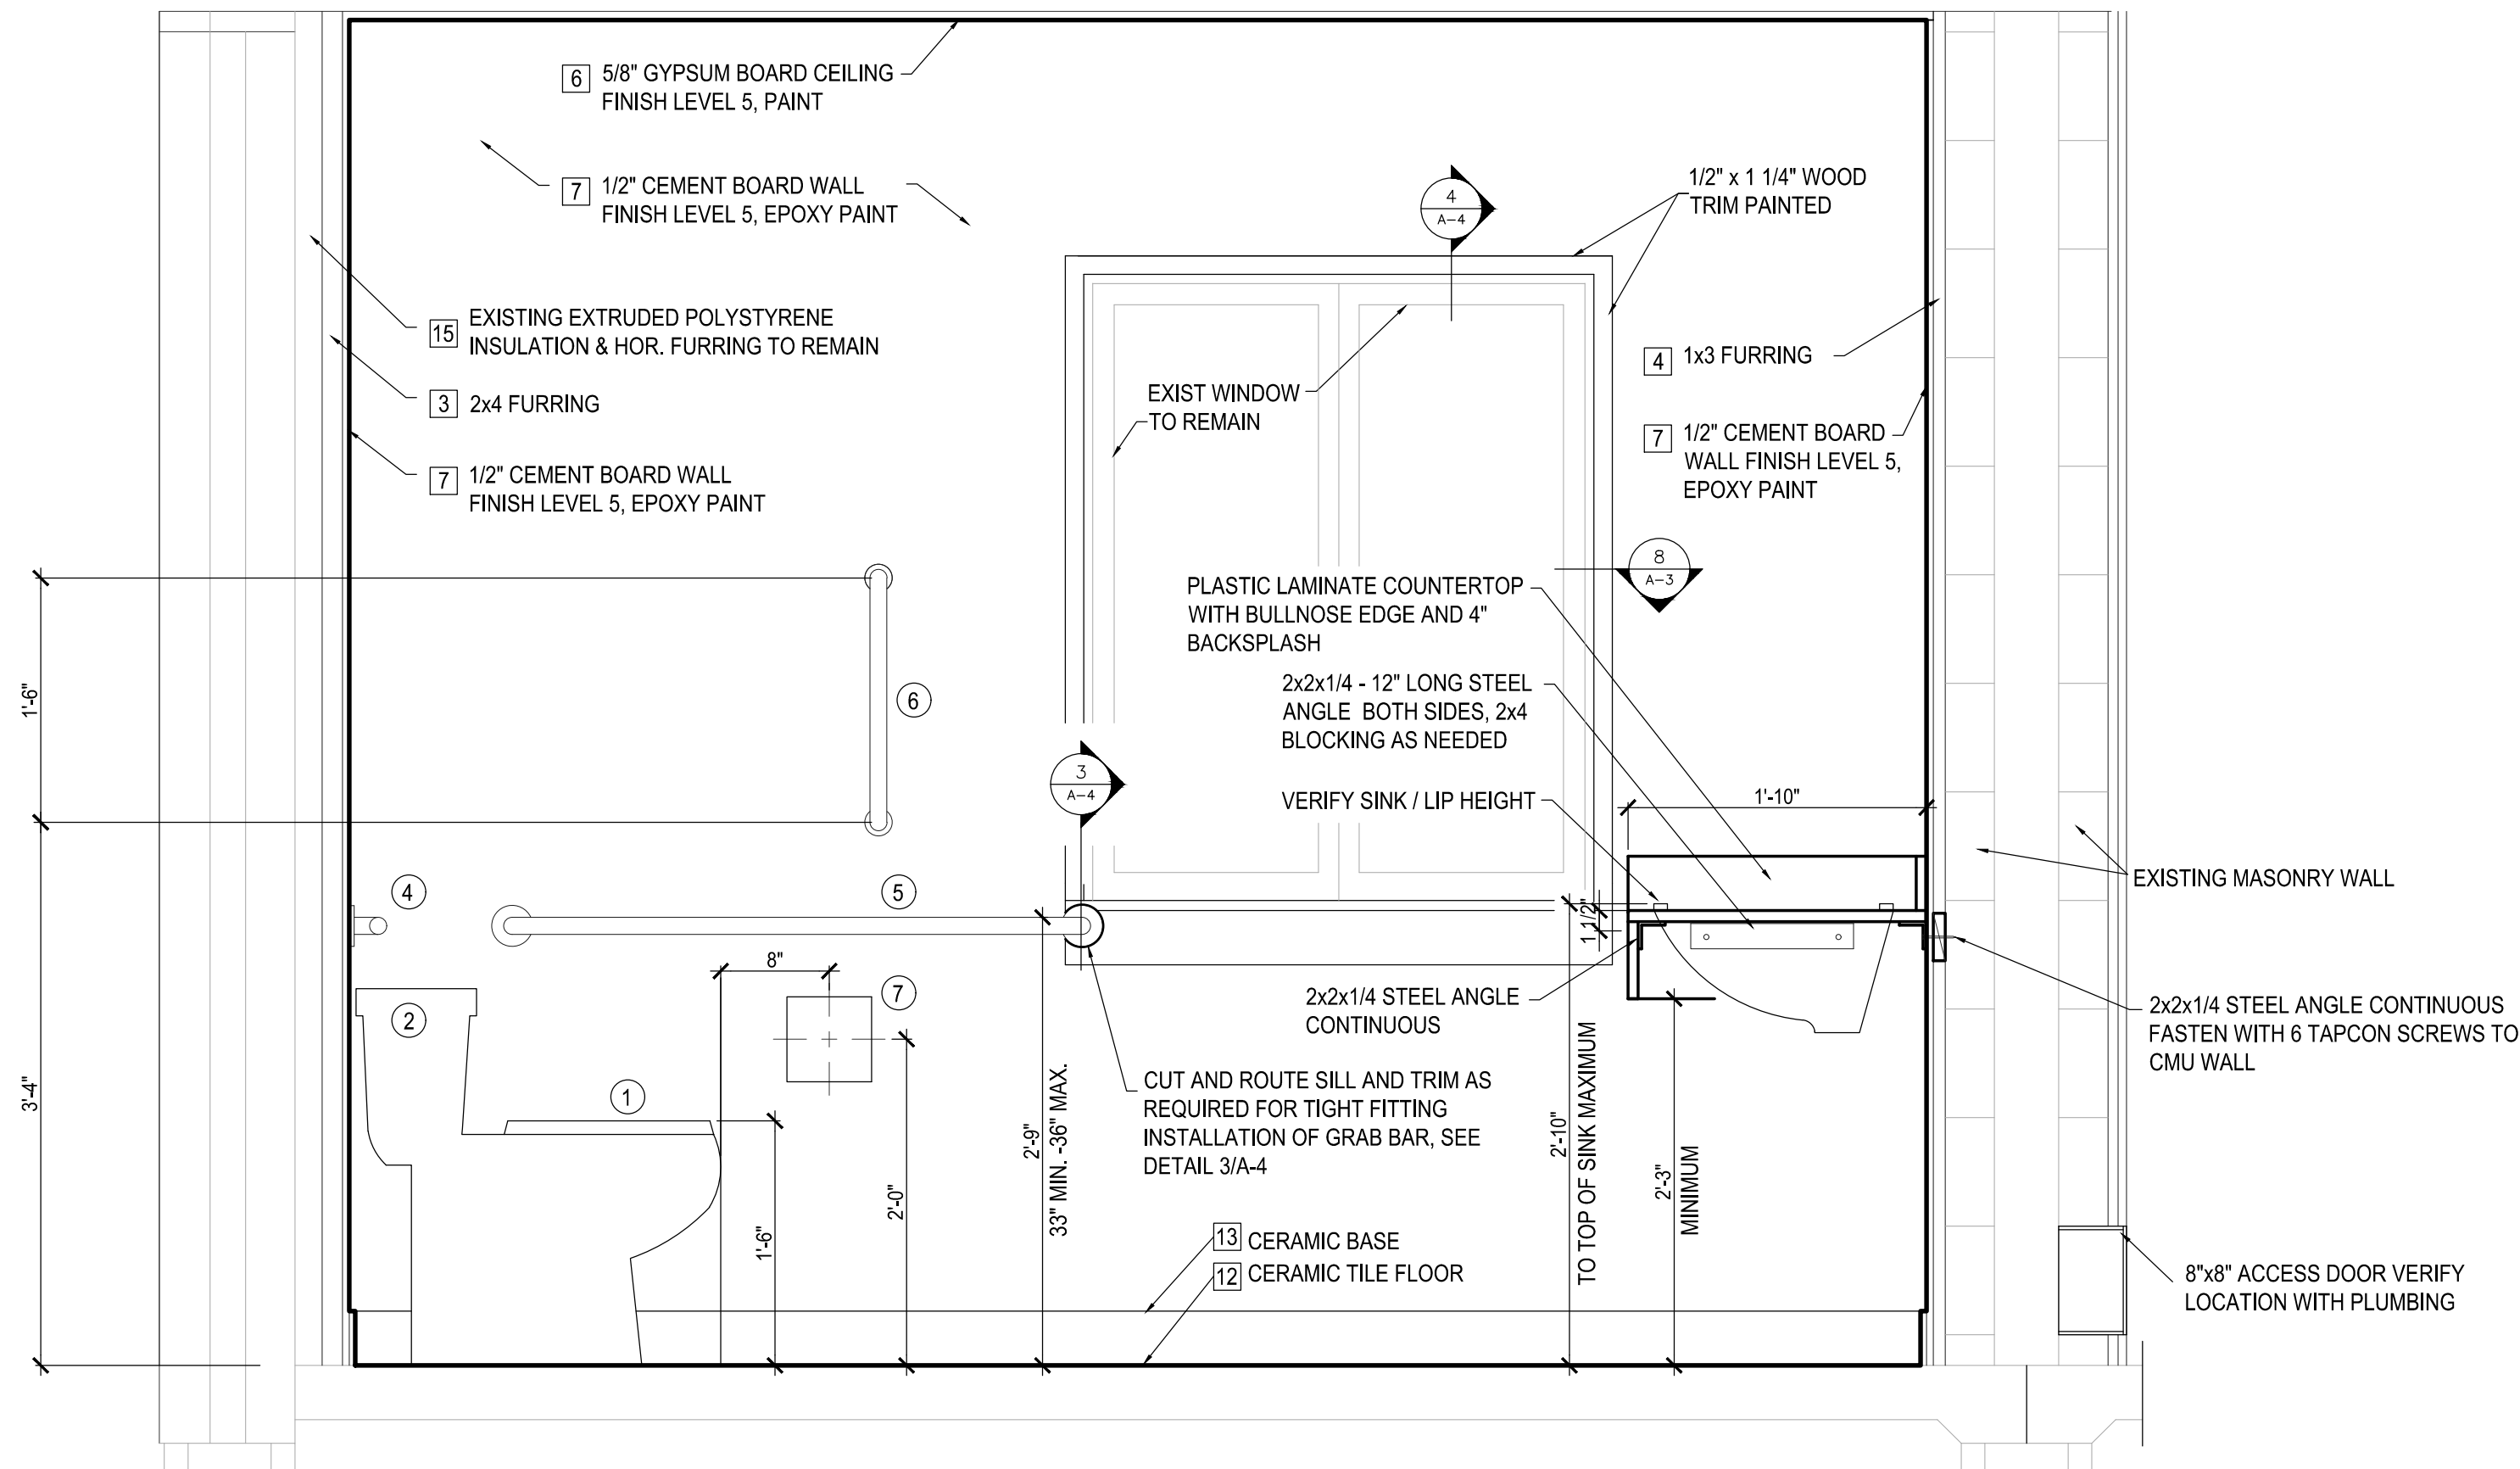 6 5/8" GYPSUM BOARD CEILING
FINISH LEVEL 5, PAINT
7 1/2" CEMENT BOARD WALL
FINISH LEVEL 5, EPOXY PAINT
4
A-4
1/2" x 1 1/4" WOOD
TRIM PAINTED
15 EXISTING EXTRUDED POLYSTYRENE
INSULATION & HOR. FURRING TO REMAIN
3 2x4 FURRING
7 1/2" CEMENT BOARD WALL
FINISH LEVEL 5, EPOXY PAINT
EXIST WINDOW
TO REMAIN
4 1x3 FURRING
7 1/2" CEMENT BOARD
WALL FINISH LEVEL 5,
EPOXY PAINT
8
A-3
PLASTIC LAMINATE COUNTERTOP
WITH BULLNOSE EDGE AND 4"
BACKSPLASH
2x2x1/4 - 12" LONG STEEL
ANGLE BOTH SIDES, 2x4
BLOCKING AS NEEDED
VERIFY SINK / LIP HEIGHT
1'-6"
6
3
A-4
1'-10"
4
5
1 1/2"
EXISTING MASONRY WALL
8"
7
2
1
2x2x1/4 STEEL ANGLE
CONTINUOUS
2x2x1/4 STEEL ANGLE CONTINUOUS
FASTEN WITH 6 TAPCON SCREWS TO
CMU WALL
CUT AND ROUTE SILL AND TRIM AS
REQUIRED FOR TIGHT FITTING
INSTALLATION OF GRAB BAR, SEE
DETAIL 3/A-4
3'-4"
1'-6"
2'-0"
2'-9"
33" MIN. -36" MAX.
2'-10"
TO TOP OF SINK MAXIMUM
2'-3"
MINIMUM
13 CERAMIC BASE
12 CERAMIC TILE FLOOR
8"x8" ACCESS DOOR VERIFY
LOCATION WITH PLUMBING